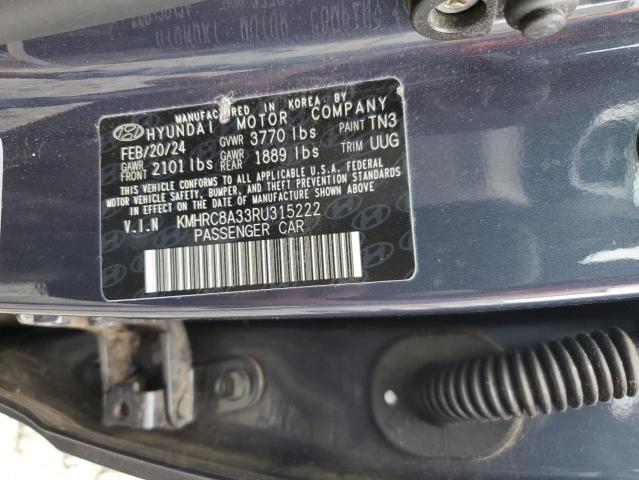 MANUFACTURED IN KOREA. BY
HYUNDAI MOTOR COMPANY
FEB/20/24 GVWR 3770 lbs PAINT TN3
GAWR FRONT 2101 lbs GAWR REAR 1889 lbs TRIM UUG
THIS VEHICLE CONFORMS TO ALL APPLICABLE U.S.A. FEDERAL
MOTOR VEHICLE SAFETY, BUMPER, AND THEFT PREVENTION STANDARDS
IN EFFECT ON THE DATE OF MANUFACTURE SHOWN ABOVE.
V.I.N KMHRC8A33RU315222
PASSENGER CAR